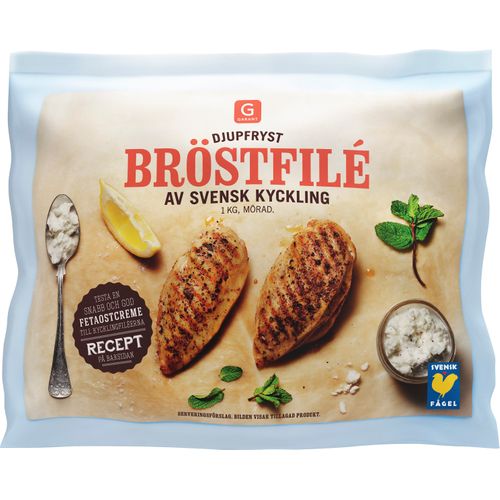 G
GARANT
DJUPFRYST
BRÖSTFILÉ
AV SVENSK KYCKLING
1 KG, MÖRAD.
TESTA EN
SNABB OCH GOD
FETAOSTCREME
TILL KYCKLINGFILÉERNA
RECEPT
PÅ BAKSIDAN
SVENSK
FÅGEL
SERVERINGSFÖRSLAG. BILDEN VISAR TILLAGAD PRODUKT.